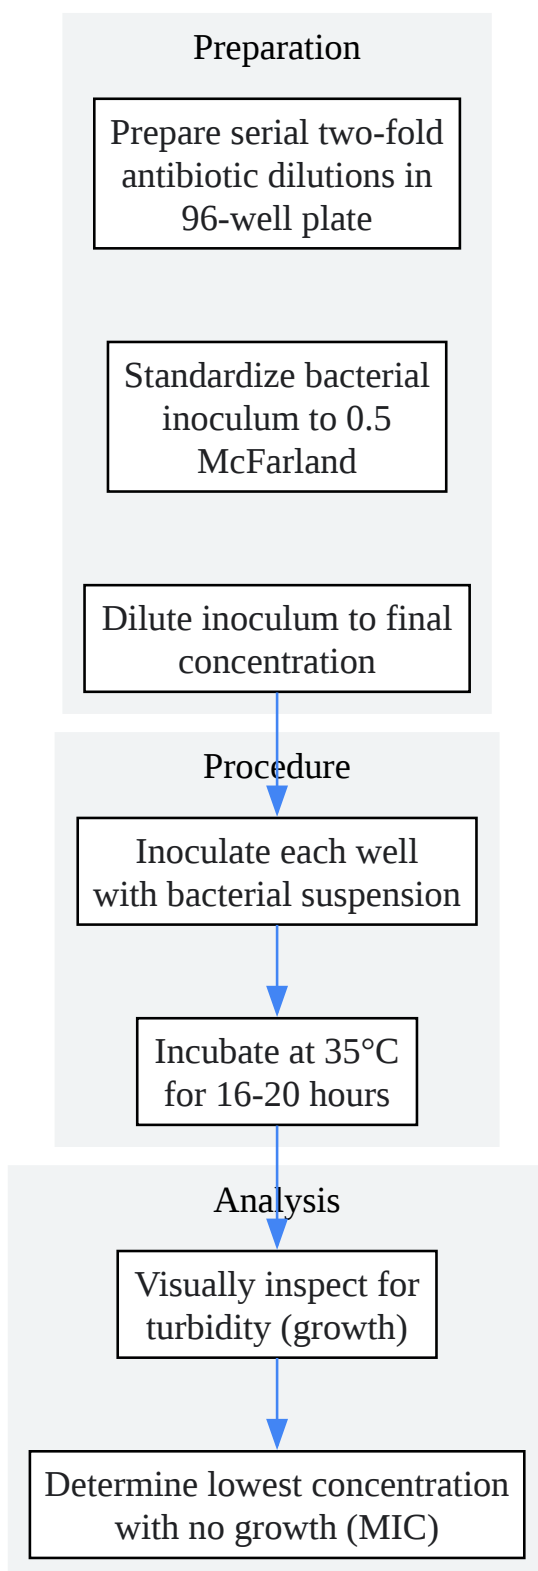 Preparation
Prepare serial two-fold
antibiotic dilutions in
96-well plate
Standardize bacterial
inoculum to 0.5
McFarland
Dilute inoculum to final
concentration
Procedure
Inoculate each well
with bacterial suspension
Incubate at 35°C
for 16-20 hours
Analysis
Visually inspect for
turbidity (growth)
Determine lowest concentration
with no growth (MIC)